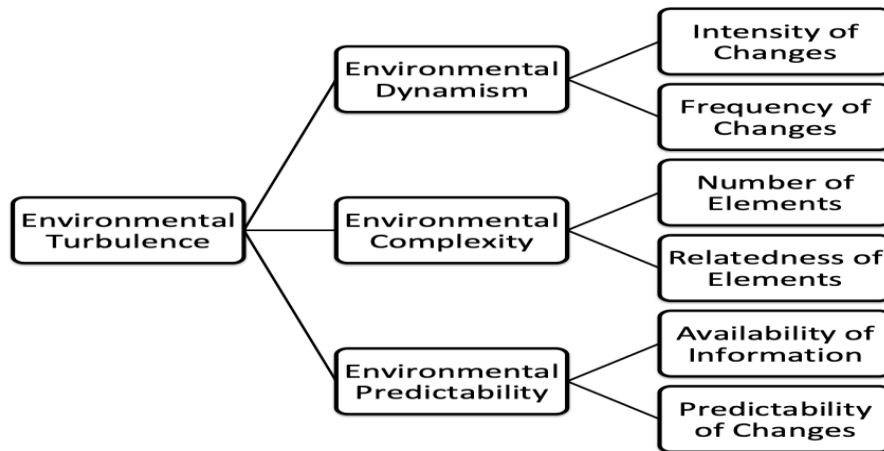 Intensity of
Changes
Environmental
Dynamism
Frequency of
Changes
Number of
Elements
Environmental
Turbulence
Environmental
Complexity
Relatedness of
Elements
Availability of
Information
Environmental
Predictability
Predictability
of Changes